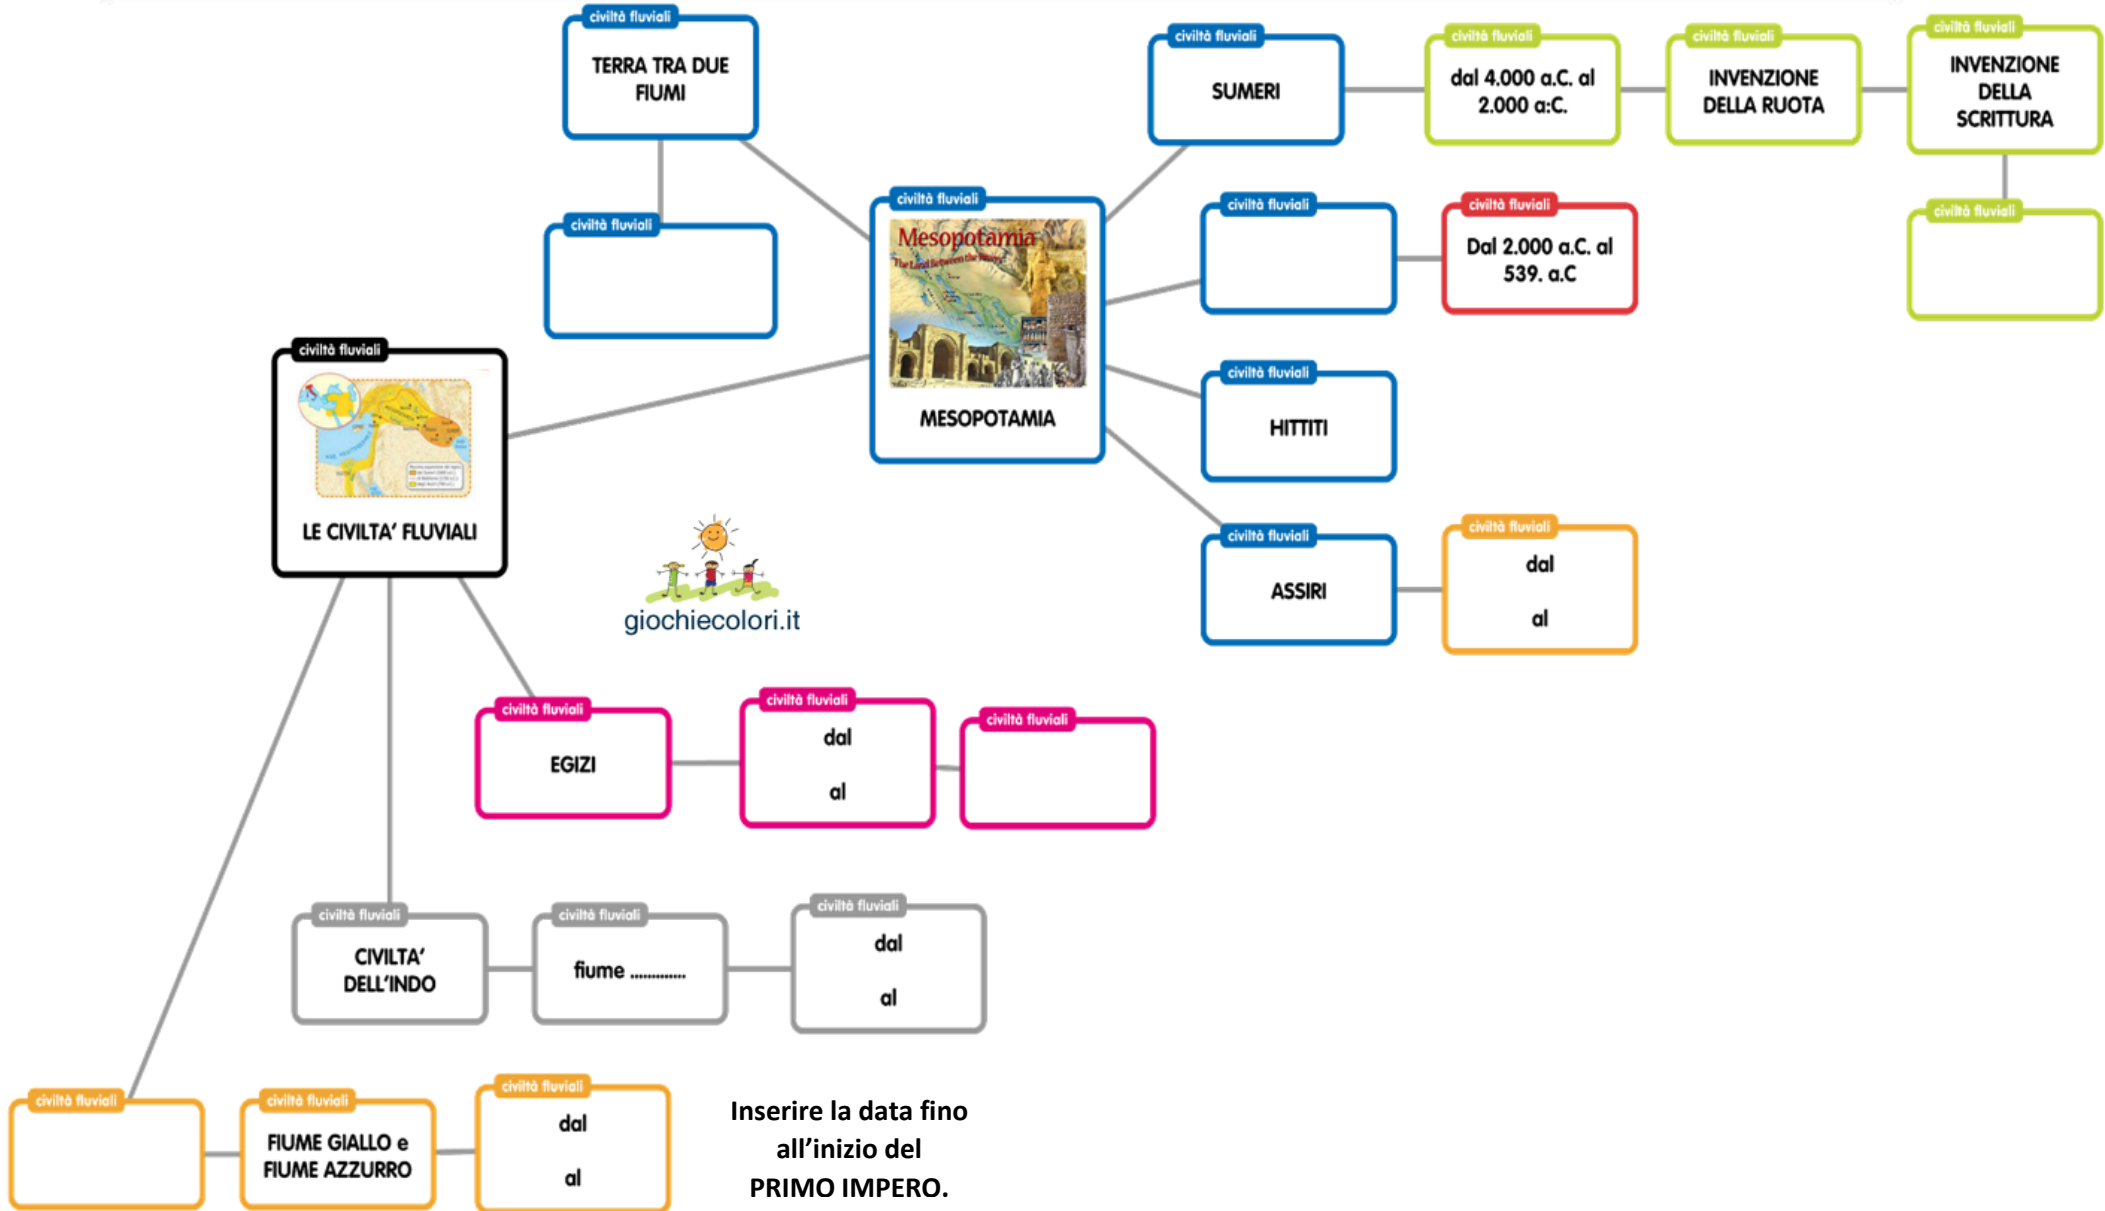 civiltà fluviali
TERRA TRA DUE
FIUMI
civiltà fluviali
civiltà fluviali
Mesopotamia
The Land Between the Rivers
MESOPOTAMIA
civiltà fluviali
SUMERI
civiltà fluviali
dal 4.000 a.C. al
2.000 a:C.
civiltà fluviali
INVENZIONE
DELLA RUOTA
civiltà fluviali
INVENZIONE
DELLA
SCRITTURA
civiltà fluviali
civiltà fluviali
civiltà fluviali
Dal 2.000 a.C. al
539. a.C
civiltà fluviali
HITTITI
civiltà fluviali
ASSIRI
civiltà fluviali
dal
al
civiltà fluviali
LE CIVILTA' FLUVIALI
giochiecolori.it
civiltà fluviali
EGIZI
civiltà fluviali
dal
al
civiltà fluviali
civiltà fluviali
CIVILTA'
DELL'INDO
civiltà fluviali
fiume .............
civiltà fluviali
dal
al
civiltà fluviali
civiltà fluviali
FIUME GIALLO e
FIUME AZZURRO
civiltà fluviali
dal
al
Inserire la data fino
all’inizio del
PRIMO IMPERO.